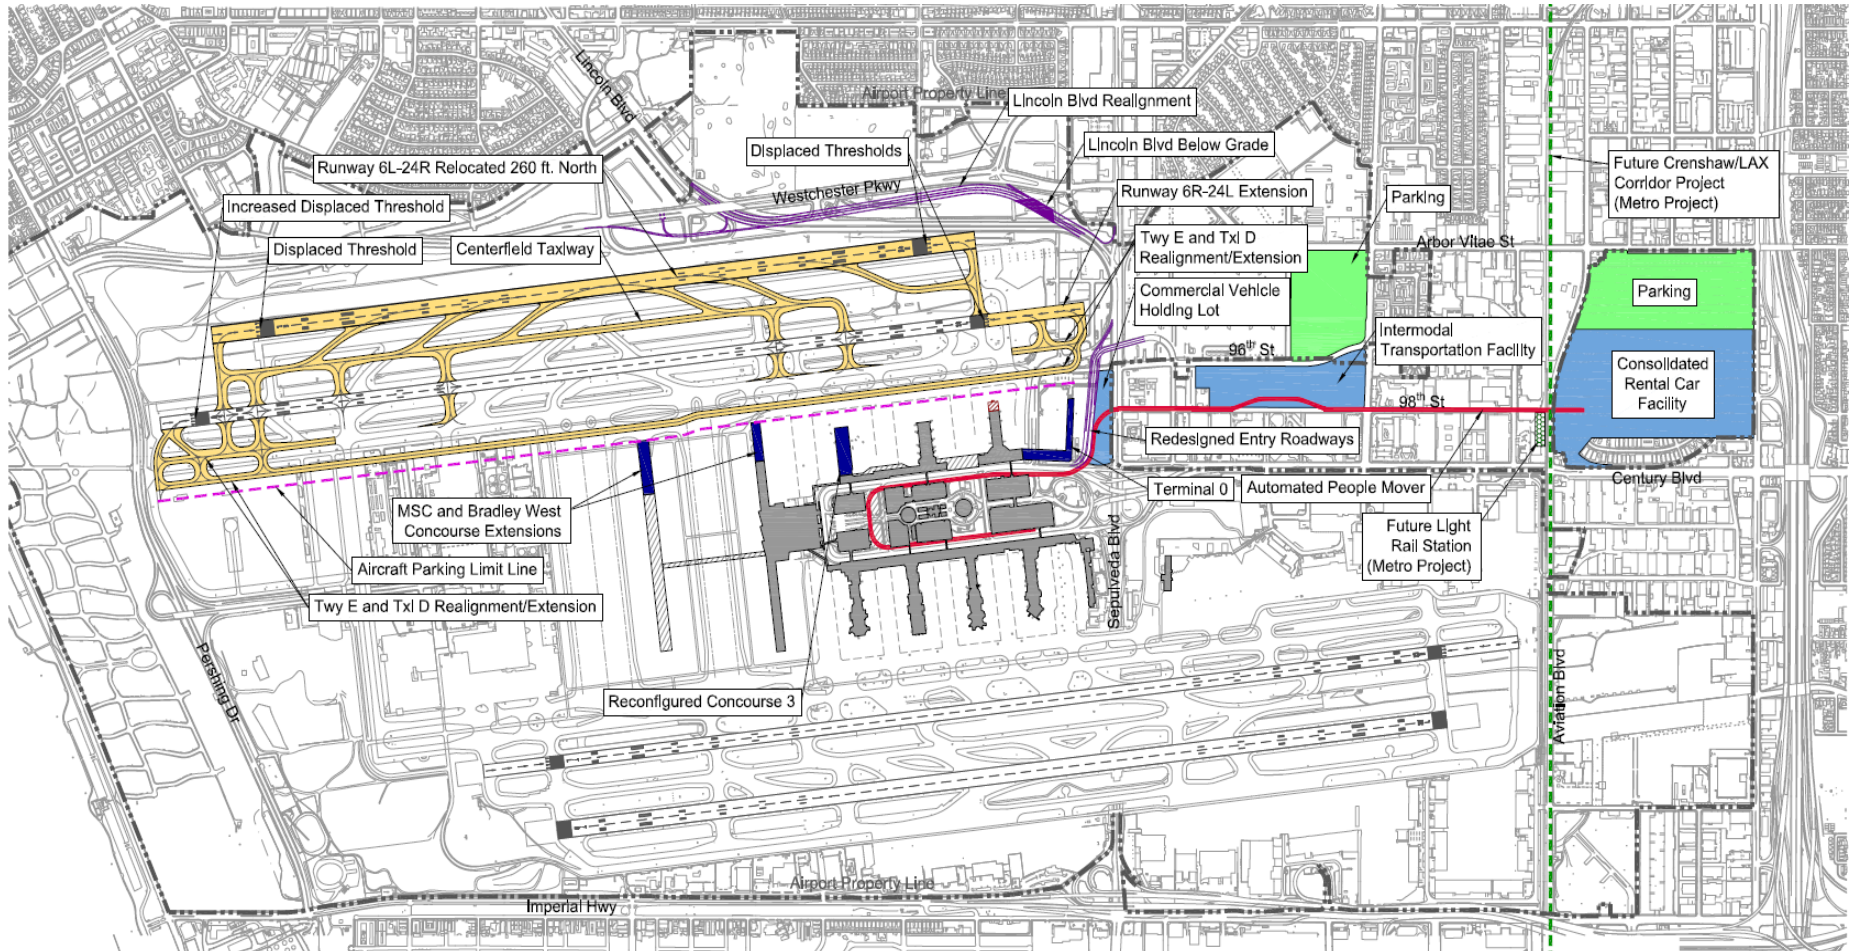 Lincoln Blvd
Airport Property Line
Lincoln Blvd Realignment
Displaced Thresholds
Lincoln Blvd Below Grade
Runway 6L-24R Relocated 260 ft. North
Westchester Pkwy
Runway 6R-24L Extension
Future Crenshaw/LAX
Corridor Project
(Metro Project)
Parking
Increased Displaced Threshold
Displaced Threshold
Centerfield Taxiway
Twy E and Txl D
Realignment/Extension
Arbor Vitae St
Commercial Vehicle
Holding Lot
Parking
Intermodal
Transportation Facility
96th St
Consolidated
Rental Car
Facility
98th St
Redesigned Entry Roadways
Century Blvd
Terminal 0
Automated People Mover
MSC and Bradley West
Concourse Extensions
Future Light
Rail Station
(Metro Project)
Aircraft Parking Limit Line
Sepulveda Blvd
Twy E and Txl D Realignment/Extension
Pershing Dr
Reconfigured Concourse 3
Aviation Blvd
Airport Property Line
Imperial Hwy